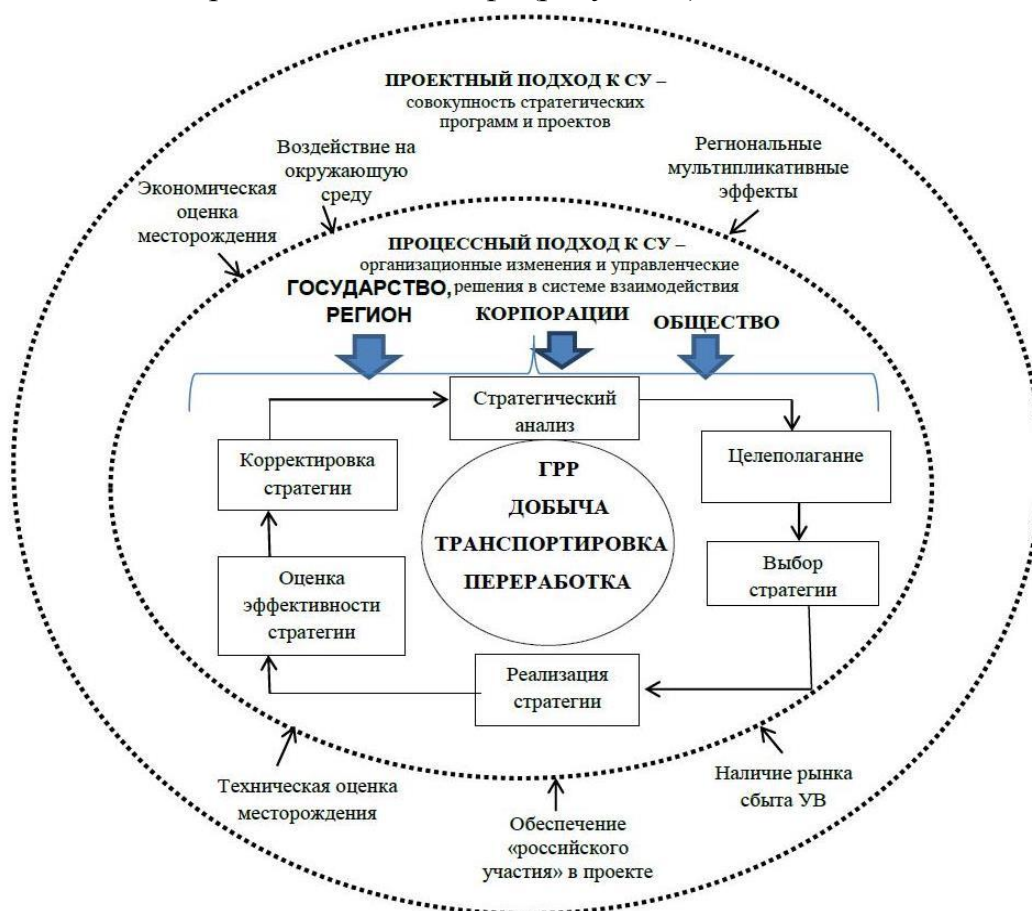 ПРОЕКТНЫЙ ПОДХОД К СУ –
совокупность стратегических
программ и проектов
Воздействие на
окружающую
среду
Региональные
мультипликативные
эффекты
Экономическая
оценка
месторождения
ПРОЦЕССНЫЙ ПОДХОД К СУ –
организационные изменения и управленческие
решения в системе взаимодействия
ГОСУДАРСТВО,
РЕГИОН
КОРПОРАЦИИ
ОБЩЕСТВО
Стратегический
анализ
Целеполагание
Выбор
стратегии
Реализация
стратегии
Оценка
эффективности
стратегии
Корректировка
стратегии
ГРР
ДОБЫЧА
ТРАНСПОРТИРОВКА
ПЕРЕРАБОТКА
Техническая оценка
месторождения
Обеспечение
«российского
участия» в проекте
Наличие рынка
сбыта УВ